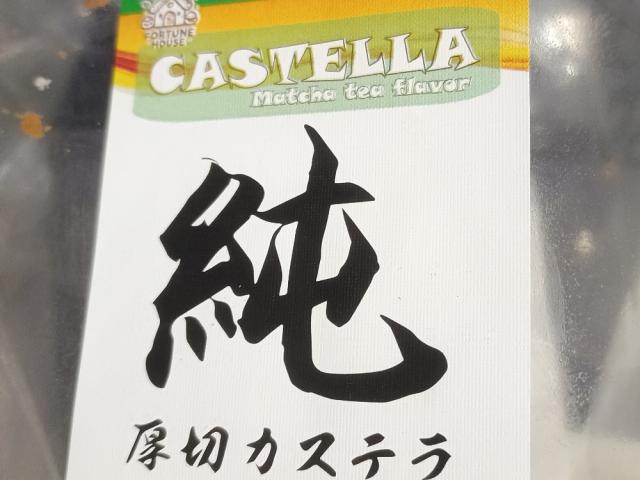 FORTUNE
HOUSE
CASTELLA
Matcha tea flavor
純
厚切カステラ